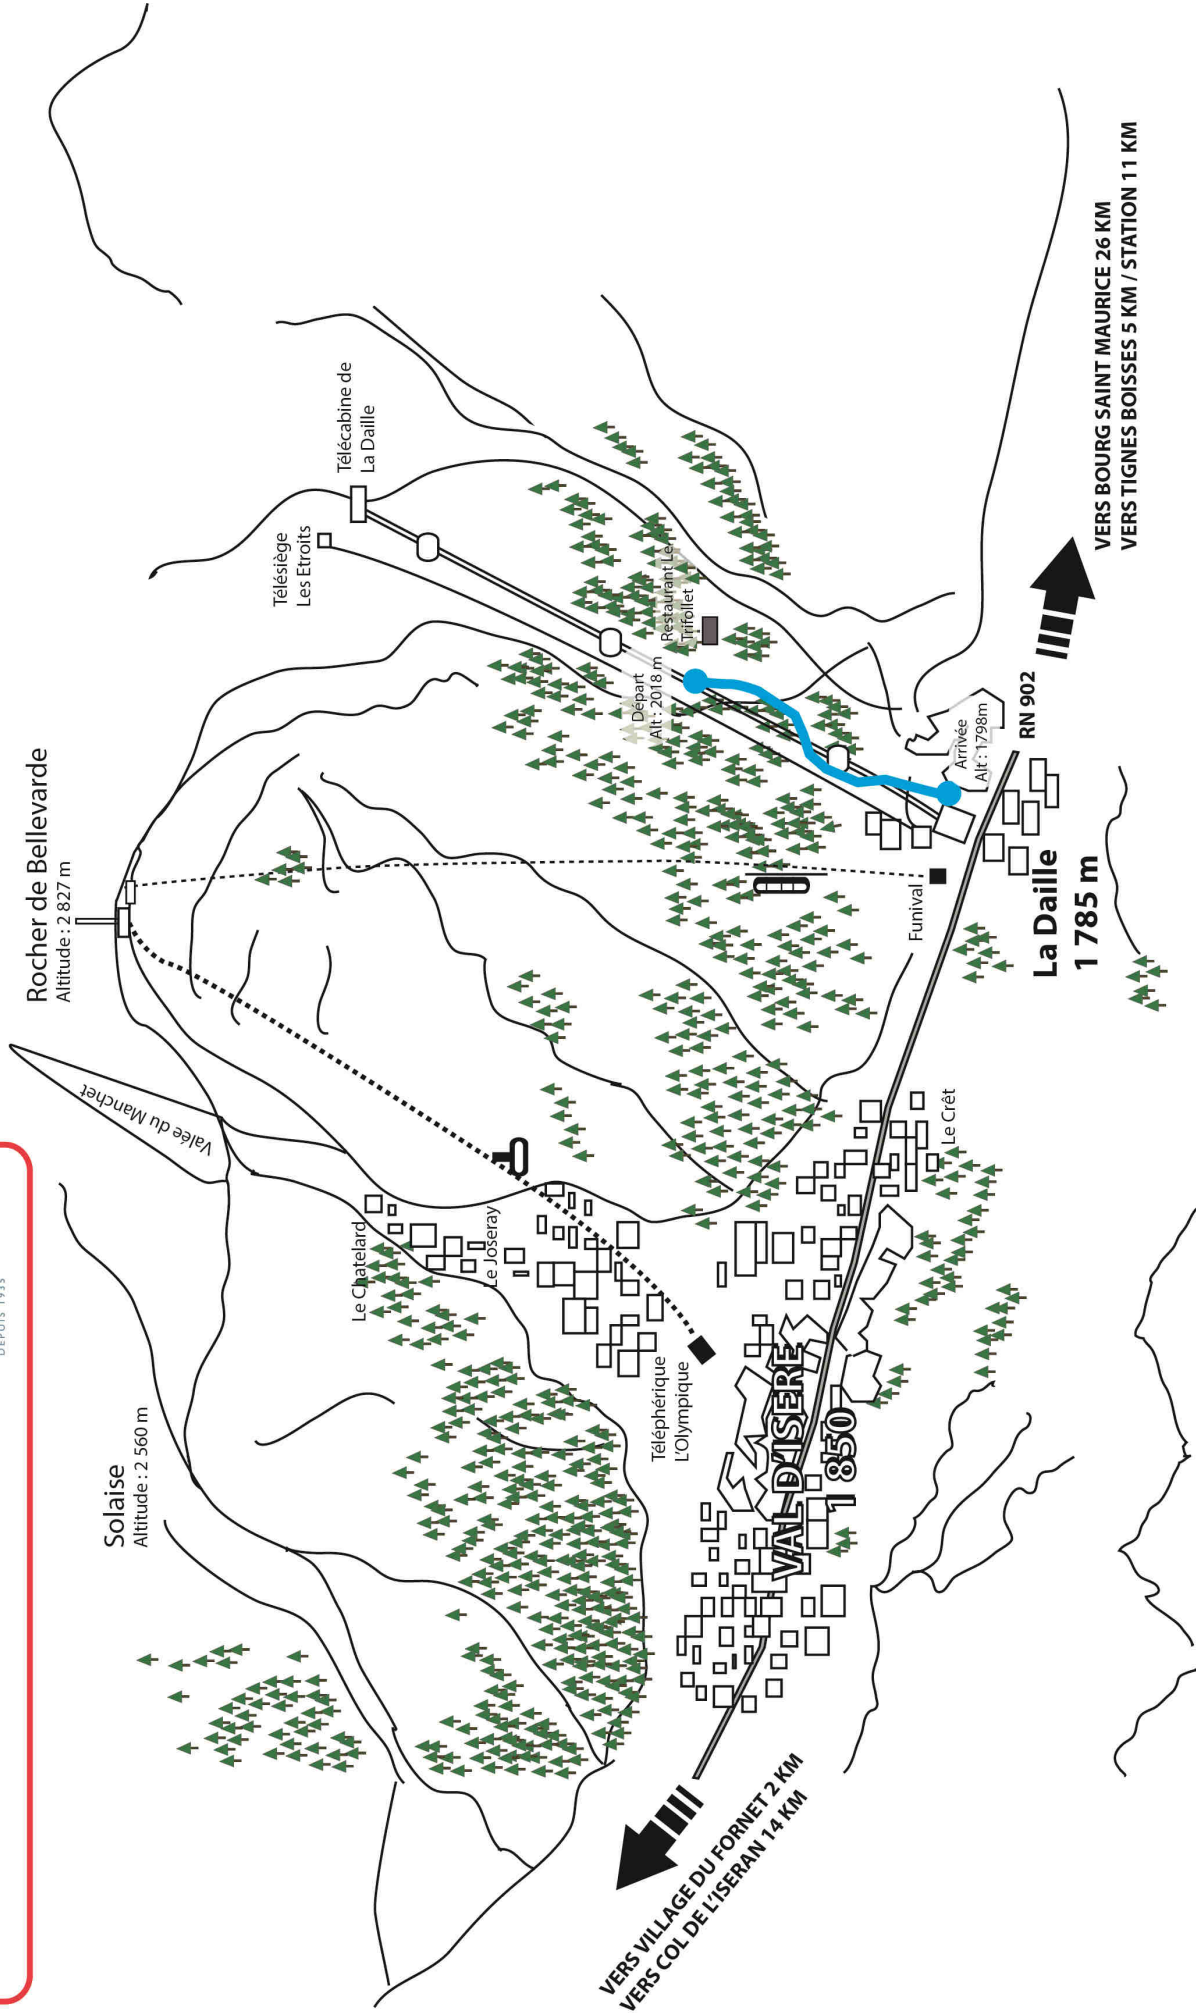 DEPUIS 1935
Solaise
Altitude : 2 560 m
Rocher de Bellevarde
Altitude : 2 827 m
Valée du Manchet
Télésiège
Les Etroits
Télécabine de
La Daille
Le Chatelard
Le Joseray
Téléphérique
L'Olympique
Départ
Alt : 2018 m
Restaurant Le
Trifollet
VAL D'ISERE
1 850
Le Crêt
Funival
Arrivée
Alt : 1798m
La Daille
1 785 m
RN 902
VERS VILLAGE DU FORNET 2 KM
VERS COL DE L'ISERAN 14 KM
VERS BOURG SAINT MAURICE 26 KM
VERS TIGNES BOISSES 5 KM / STATION 11 KM